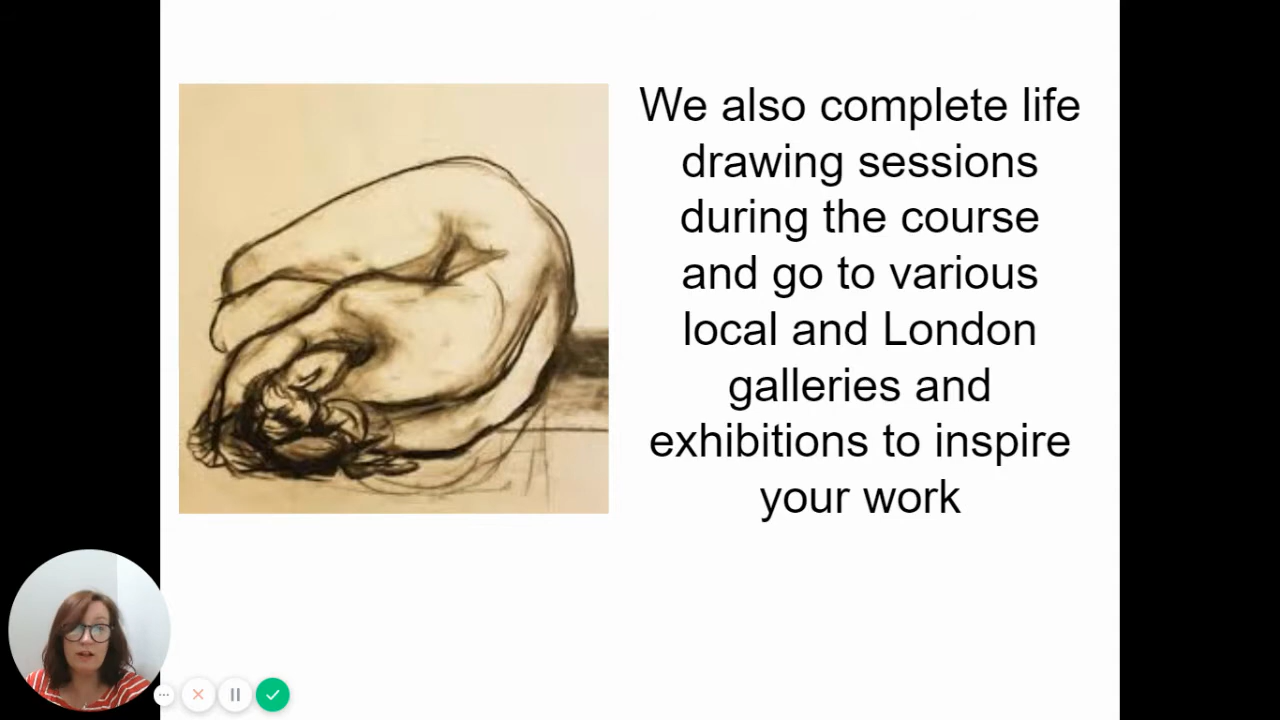 We also complete life
drawing sessions
during the course
and go to various
local and London
galleries and
exhibitions to inspire
your work